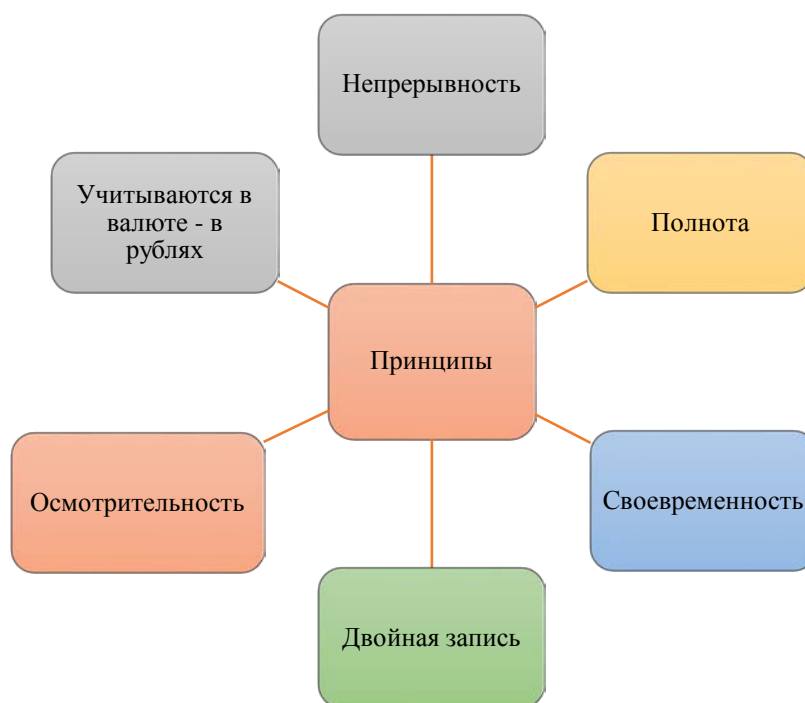 Непрерывность
Учитываются в
валюте - в
рублях
Полнота
Принципы
Осмотрительность
Своевременность
Двойная запись